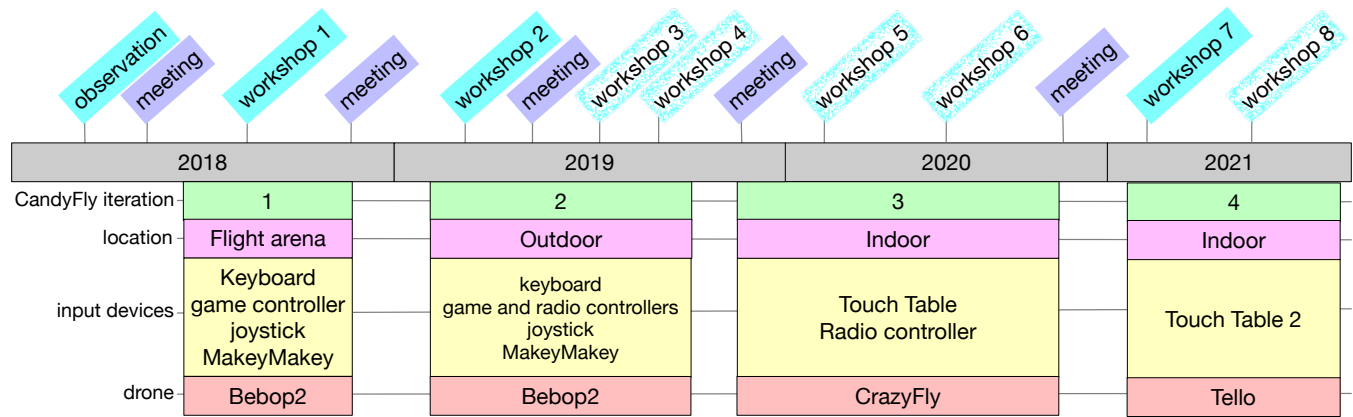 observation
meeting
workshop 1
meeting
workshop 2
meeting
workshop 3
workshop 4
meeting
workshop 5
workshop 6
meeting
workshop 7
workshop 8
2018
2019
2020
2021
CandyFly iteration
1
2
3
4
location
Flight arena
Outdoor
Indoor
Indoor
input devices
Keyboard
game controller
joystick
MakeyMakey
keyboard
game and radio controllers
joystick
MakeyMakey
Touch Table
Radio controller
Touch Table 2
drone
Bebop2
Bebop2
CrazyFly
Tello